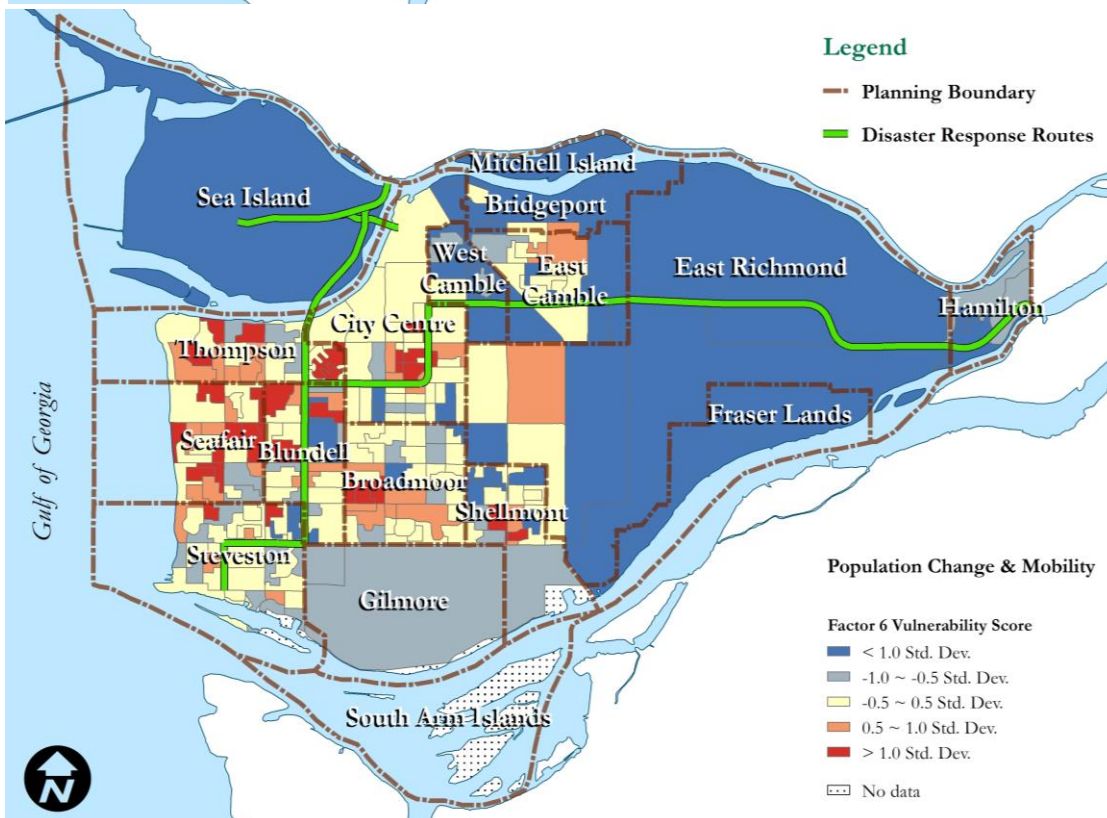 Legend
Planning Boundary
Disaster Response Routes
Mitchell Island
Sea Island
Bridgeport
West
Camble
East
Camble
East Richmond
Hamilton
City Centre
Thompson
Fraser Lands
Gulf of Georgia
Seafair
Blundell
Broadmoor
Shellmont
Steveston
Gilmore
South Arm Islands
Population Change & Mobility
Factor 6 Vulnerability Score
< 1.0 Std. Dev.
-1.0 ~ -0.5 Std. Dev.
-0.5 ~ 0.5 Std. Dev.
0.5 ~ 1.0 Std. Dev.
> 1.0 Std. Dev.
No data
N